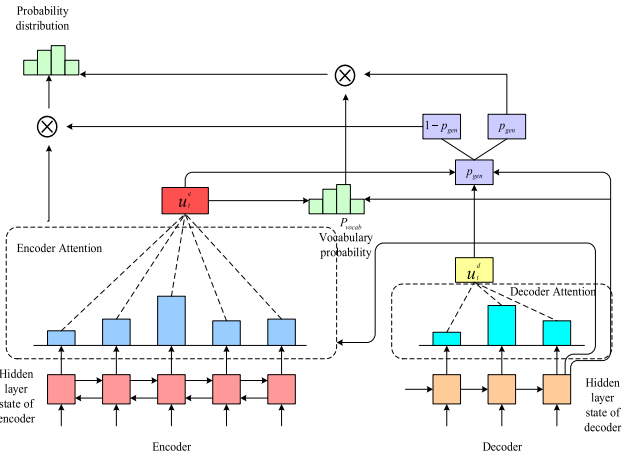 Probability
distribution
1−p_gen
p_gen
p_gen
u_t^e
P_vocab
Vocabulary
probability
Encoder Attention
u_t^d
Decoder Attention
Hidden
layer
state of
encoder
Hidden
layer
state of
decoder
Encoder
Decoder